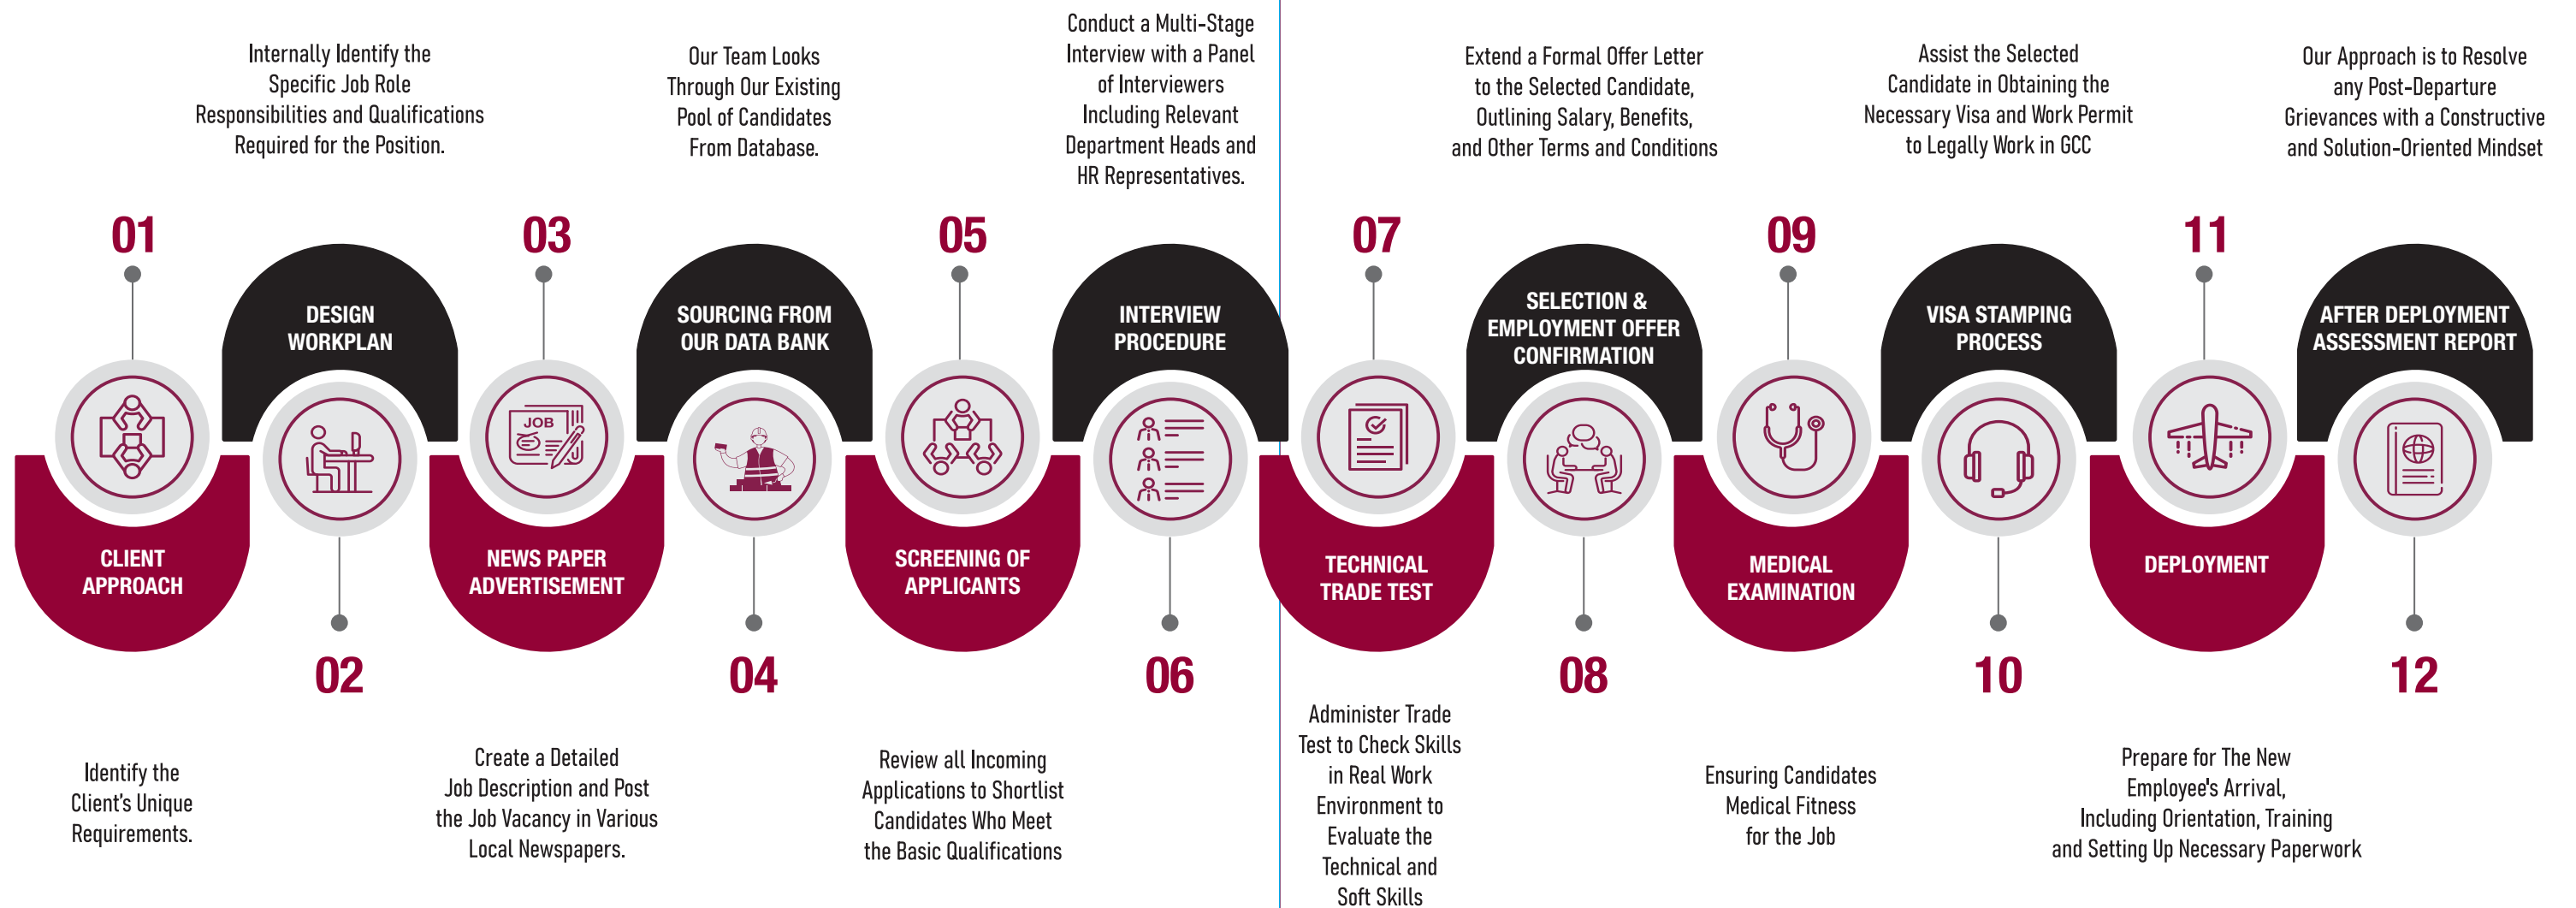 01
CLIENT
APPROACH
Identify the
Client's Unique
Requirements.
Internally Identify the
Specific Job Role
Responsibilities and Qualifications
Required for the Position.
DESIGN
WORKPLAN
02
03
JOB
NEWS PAPER
ADVERTISEMENT
Create a Detailed
Job Description and Post
the Job Vacancy in Various
Local Newspapers.
Our Team Looks
Through Our Existing
Pool of Candidates
From Database.
SOURCING FROM
OUR DATA BANK
04
05
SCREENING OF
APPLICANTS
Review all Incoming
Applications to Shortlist
Candidates Who Meet
the Basic Qualifications
Conduct a Multi-Stage
Interview with a Panel
of Interviewers
Including Relevant
Department Heads and
HR Representatives.
INTERVIEW
PROCEDURE
06
07
TECHNICAL
TRADE TEST
Administer Trade
Test to Check Skills
in Real Work
Environment to
Evaluate the
Technical and
Soft Skills
Extend a Formal Offer Letter
to the Selected Candidate,
Outlining Salary, Benefits,
and Other Terms and Conditions
SELECTION &
EMPLOYMENT OFFER
CONFIRMATION
08
09
MEDICAL
EXAMINATION
Ensuring Candidates
Medical Fitness
for the Job
Assist the Selected
Candidate in Obtaining the
Necessary Visa and Work Permit
to Legally Work in GCC
VISA STAMPING
PROCESS
10
11
DEPLOYMENT
Prepare for The New
Employee's Arrival,
Including Orientation, Training
and Setting Up Necessary Paperwork
Our Approach is to Resolve
any Post-Departure
Grievances with a Constructive
and Solution-Oriented Mindset
AFTER DEPLOYMENT
ASSESSMENT REPORT
12